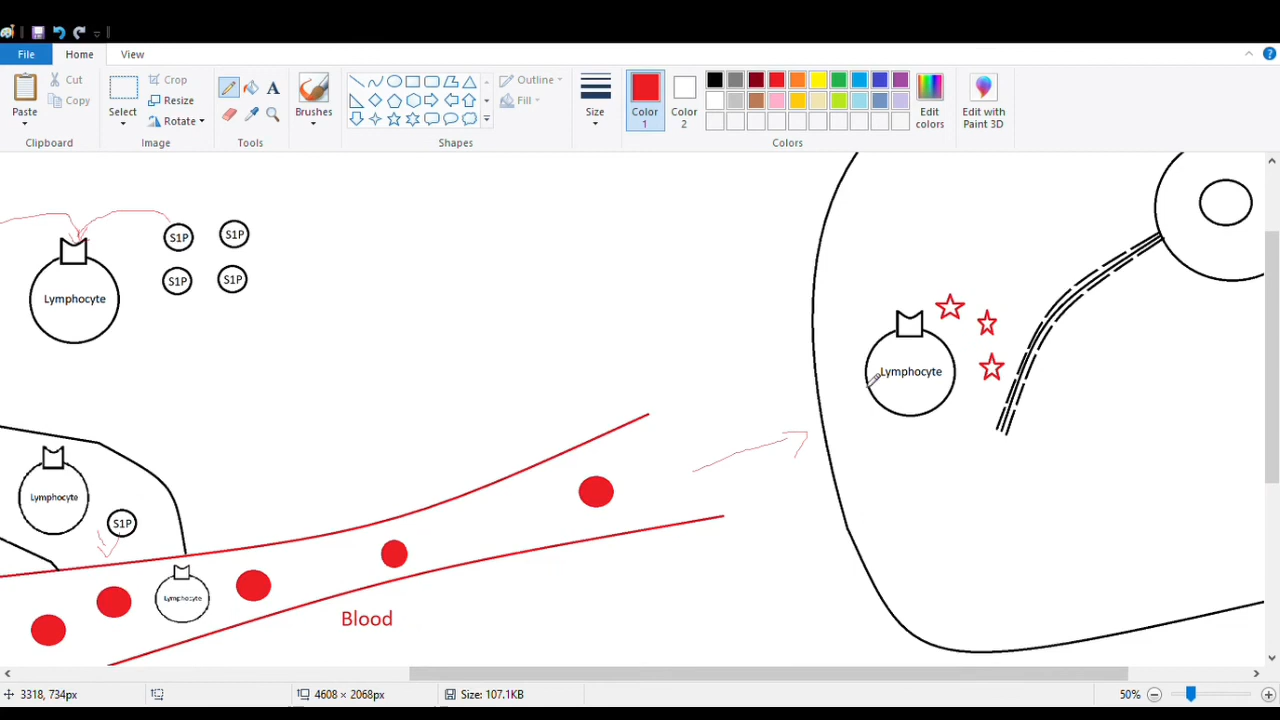 File Home View
Paste
Cut
Copy
Clipboard
Select
Crop
Resize
Rotate
Image
Tools
Brushes
Shapes
Outline
Fill
Size
Color 1
Color 2
Edit colors
Colors
Edit with Paint 3D
S1P S1P
S1P S1P
Lymphocyte
Lymphocyte
Lymphocyte
S1P
Lymphocyte
Blood
3318, 734px
4608 × 2068px
Size: 107.1KB
50%